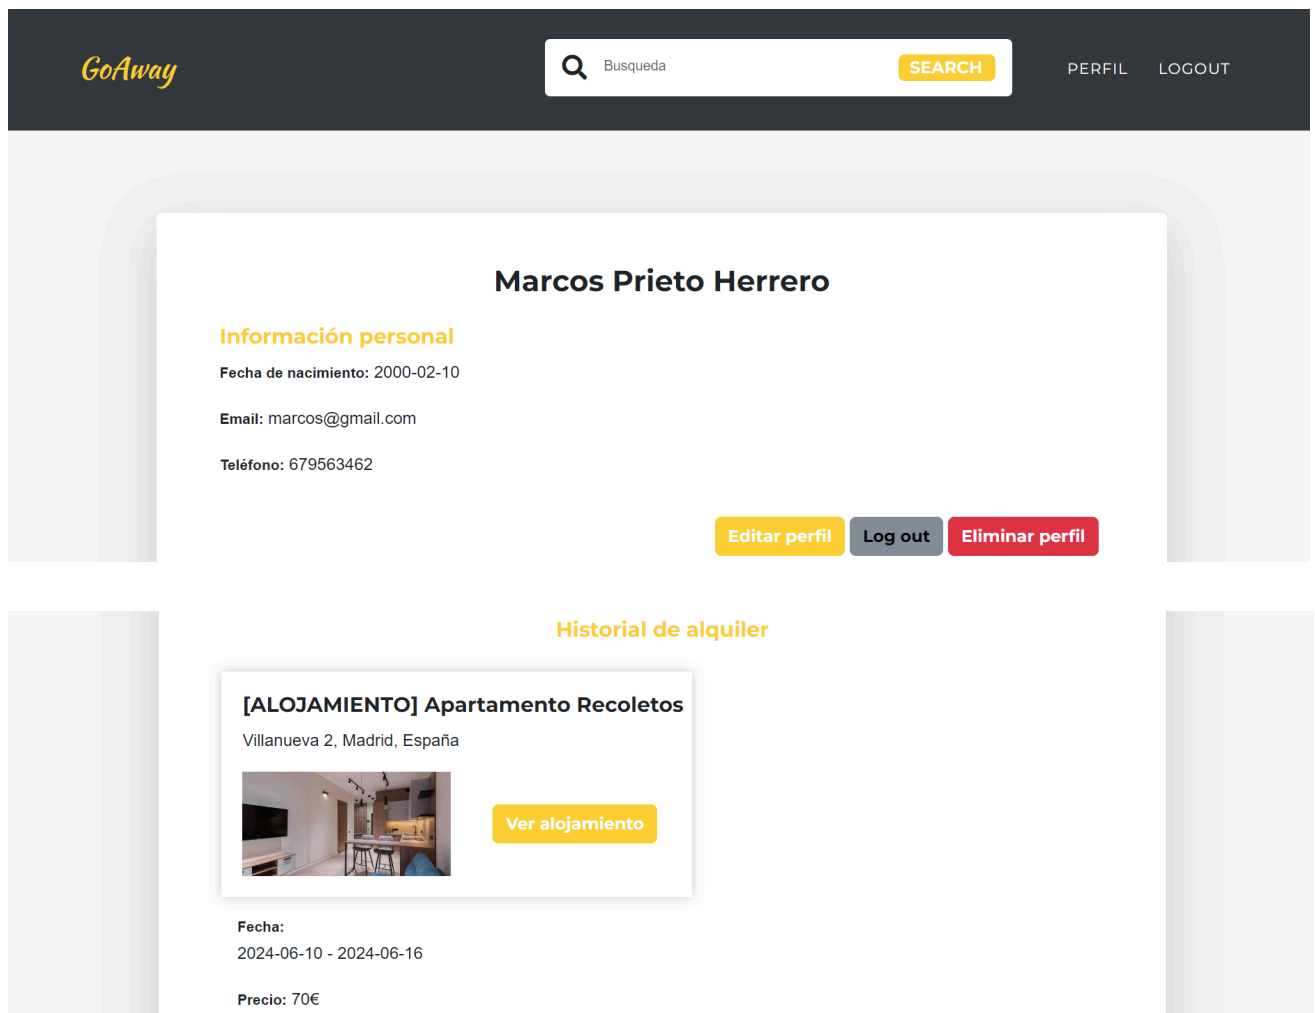 GoAway
Busqueda
SEARCH
PERFIL LOGOUT
Marcos Prieto Herrero
Información personal
Fecha de nacimiento: 2000-02-10
Email: marcos@gmail.com
Teléfono: 679563462
Editar perfil Log out Eliminar perfil
Historial de alquiler
[ALOJAMIENTO] Apartamento Recoletos
Villanueva 2, Madrid, España
Ver alojamiento
Fecha:
2024-06-10 - 2024-06-16
Precio: 70€